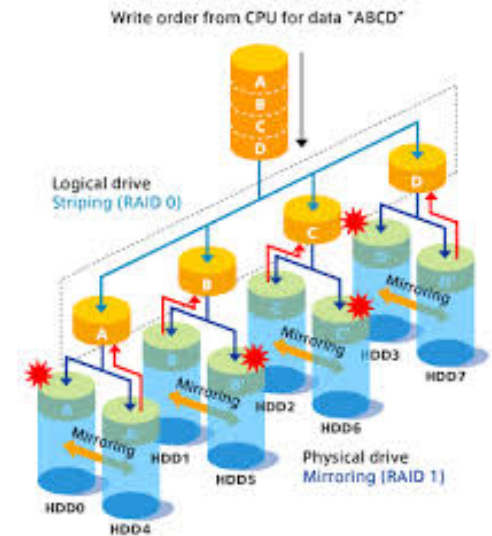 Write order from CPU for data "ABCD"
A
B
C
D
Logical drive
Striping (RAID 0)
D
C
B
A
Mirroring
HDD3
HDD7
Mirroring
HDD2
HDD6
Mirroring
HDD1
HDD5
Mirroring
HDD0
HDD4
Physical drive
Mirroring (RAID 1)